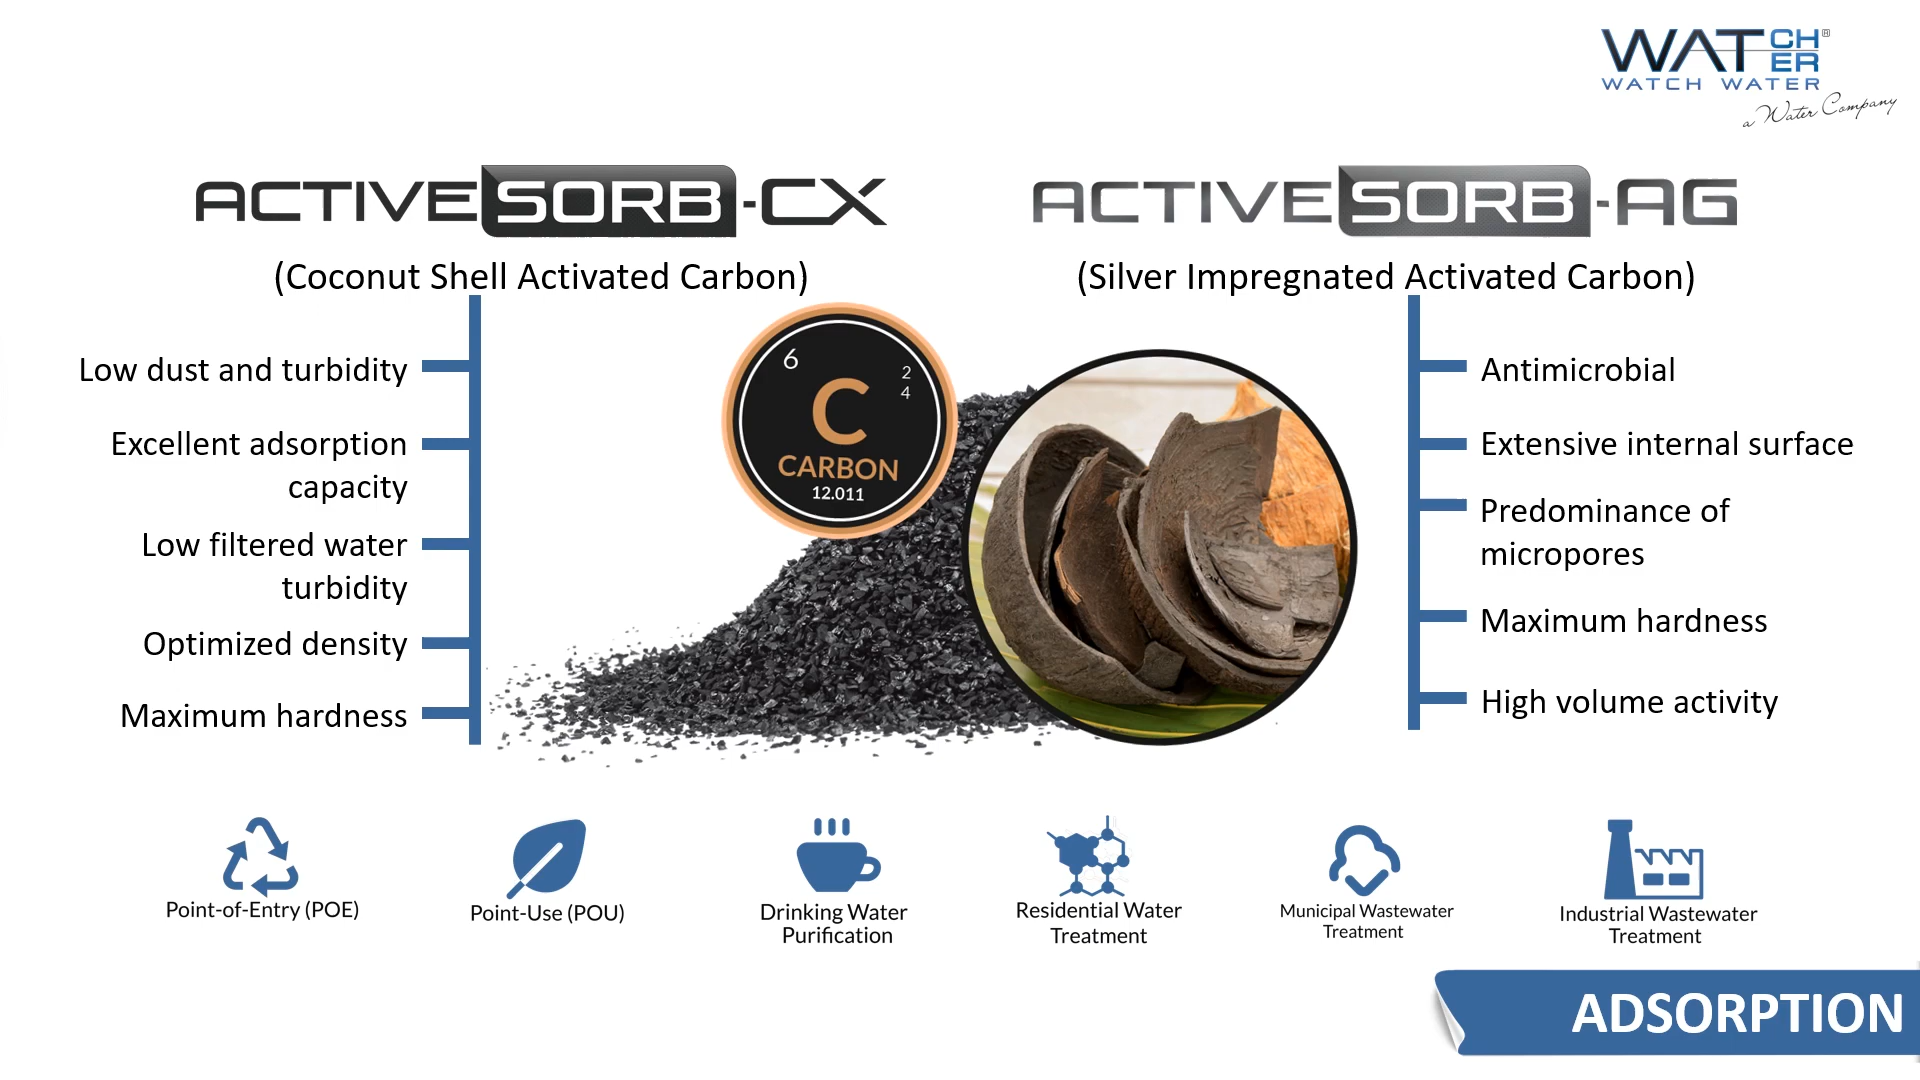 WATCH
ER®
WATCH WATER
a Water Company
ACTIVESORB-CX
(Coconut Shell Activated Carbon)
Low dust and turbidity
Excellent adsorption
capacity
Low filtered water
turbidity
Optimized density
Maximum hardness
6
2
4
C
CARBON
12.011
ACTIVESORB-AG
(Silver Impregnated Activated Carbon)
Antimicrobial
Extensive internal surface
Predominance of
micropores
Maximum hardness
High volume activity
Point-of-Entry (POE)
Point-Use (POU)
Drinking Water
Purification
Residential Water
Treatment
Municipal Wastewater
Treatment
Industrial Wastewater
Treatment
ADSORPTION